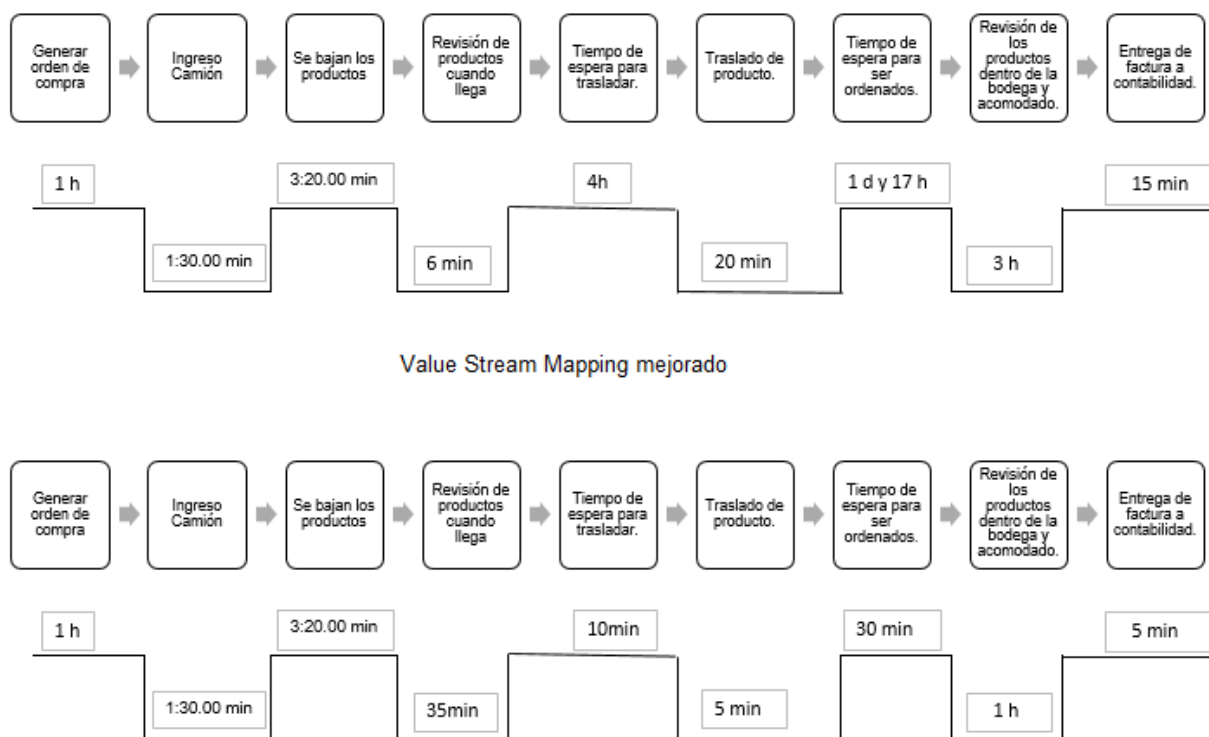 Generar
orden de
compra
Ingreso
Camión
Se bajan los
productos
Revisión de
productos
cuando
llega
Tiempo de
espera para
trasladar.
Traslado de
producto.
Tiempo de
espera para
ser
ordenados.
Revisión de
los
productos
dentro de la
bodega y
acomodado.
Entrega de
factura a
contabilidad.
1 h
1:30.00 min
3:20.00 min
6 min
4h
20 min
1 d y 17 h
3 h
15 min
Value Stream Mapping mejorado
Generar
orden de
compra
Ingreso
Camión
Se bajan los
productos
Revisión de
productos
cuando
llega
Tiempo de
espera para
trasladar.
Traslado de
producto.
Tiempo de
espera para
ser
ordenados.
Revisión de
los
productos
dentro de la
bodega y
acomodado.
Entrega de
factura a
contabilidad.
1 h
1:30.00 min
3:20.00 min
35min
10min
5 min
30 min
1 h
5 min